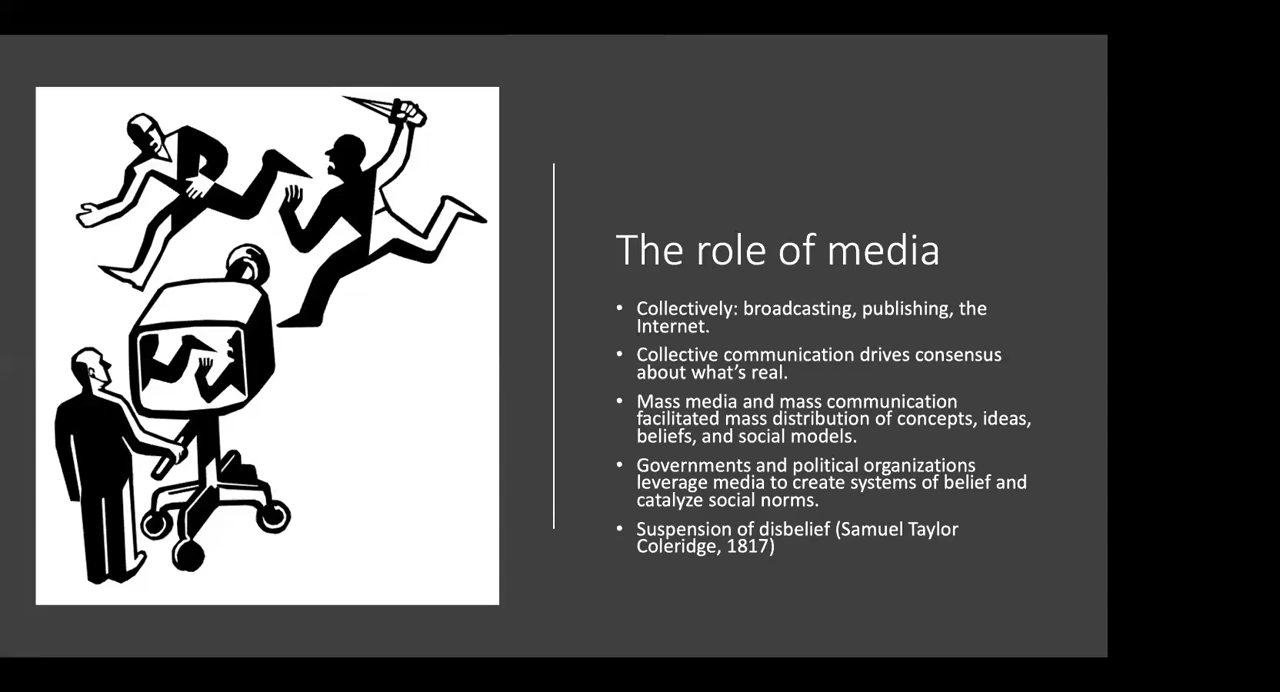 The role of media
• Collectively: broadcasting, publishing, the
Internet.
• Collective communication drives consensus
about what's real.
• Mass media and mass communication
facilitated mass distribution of concepts, ideas,
beliefs, and social models.
• Governments and political organizations
leverage media to create systems of belief and
catalyze social norms.
• Suspension of disbelief (Samuel Taylor
Coleridge, 1817)